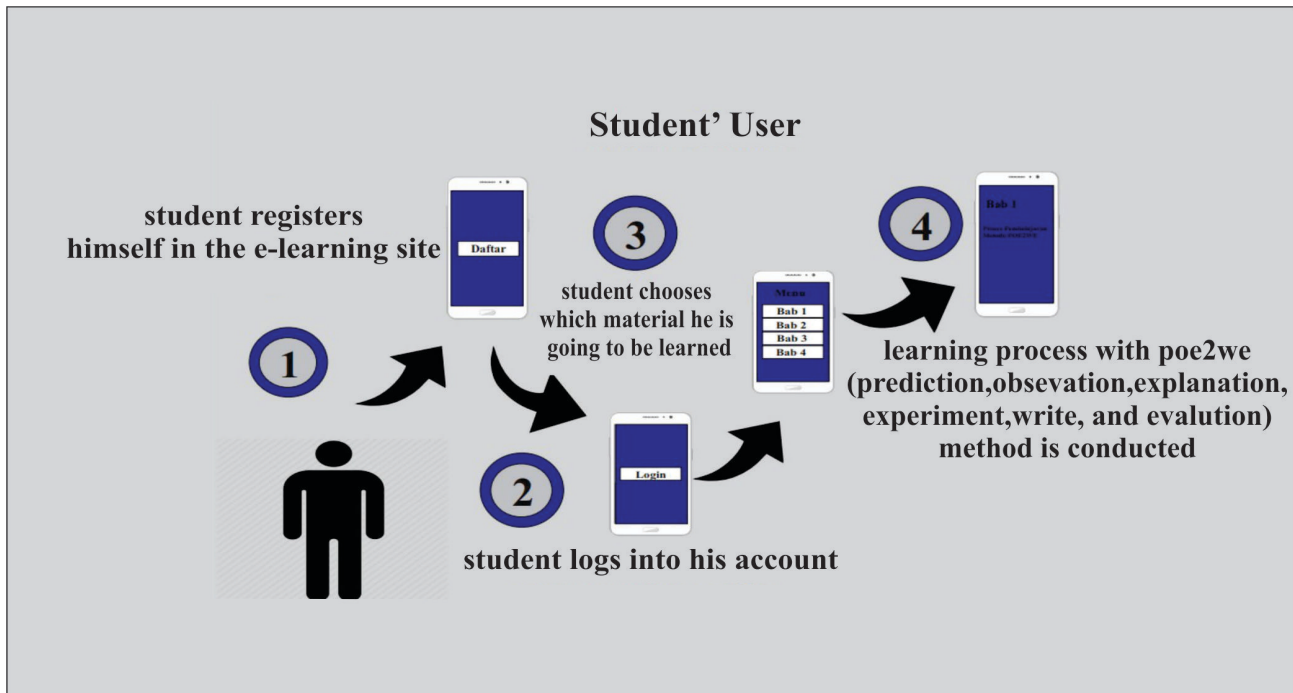 Student’ User
student registers
himself in the e-learning site
1
Daftar
2
Login
student logs into his account
3
student chooses
which material he is
going to be learned
Menu
Bab 1
Bab 2
Bab 3
Bab 4
4
Bab 1
learning process with poe2we
(prediction,obsevation,explanation,
experiment,write, and evalution)
method is conducted